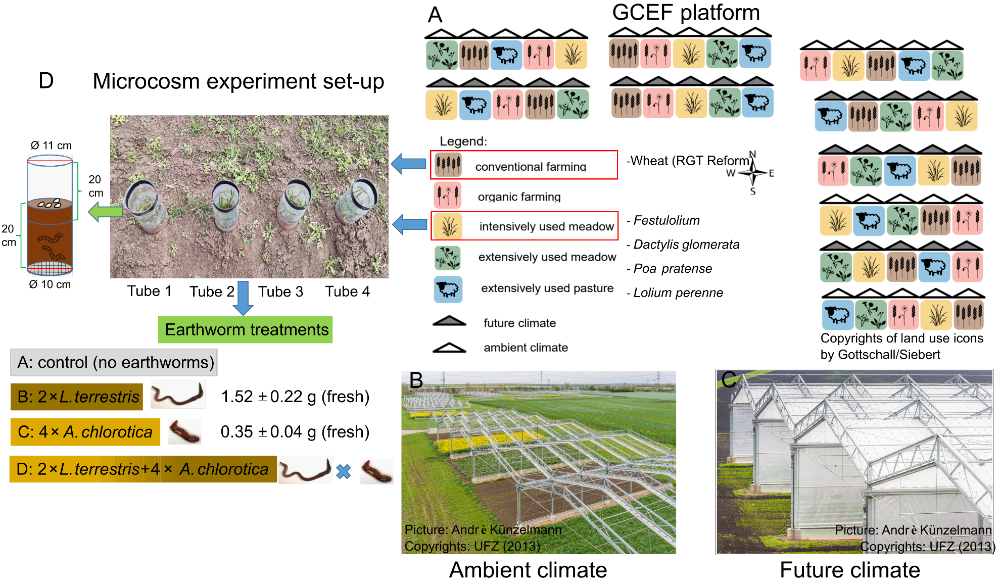 A
GCEF platform
D
Microcosm experiment set-up
Ø 11 cm
20
cm
20
cm
Ø 10 cm
Tube 1
Tube 2
Tube 3
Tube 4
Earthworm treatments
A: control (no earthworms)
B: 2×L.terrestris
1.52 ±0.22 g (fresh)
C: 4× A.chlorotica
0.35 ±0.04 g (fresh)
D: 2×L.terrestris+4 × A.chlorotica
Legend:
conventional farming
-Wheat (RGT Reform)
organic farming
intensively used meadow
- Festulolium
- Dactylis glomerata
extensively used meadow
- Poa pratense
extensively used pasture
- Lolium perenne
future climate
ambient climate
N
W
E
S
Copyrights of land use icons
by Gottschall/Siebert
B
Picture: Andrè Künzelmann
Copyrights: UFZ (2013)
Ambient climate
C
Picture: Andrè Künzelmann
Copyrights: UFZ (2013)
Future climate